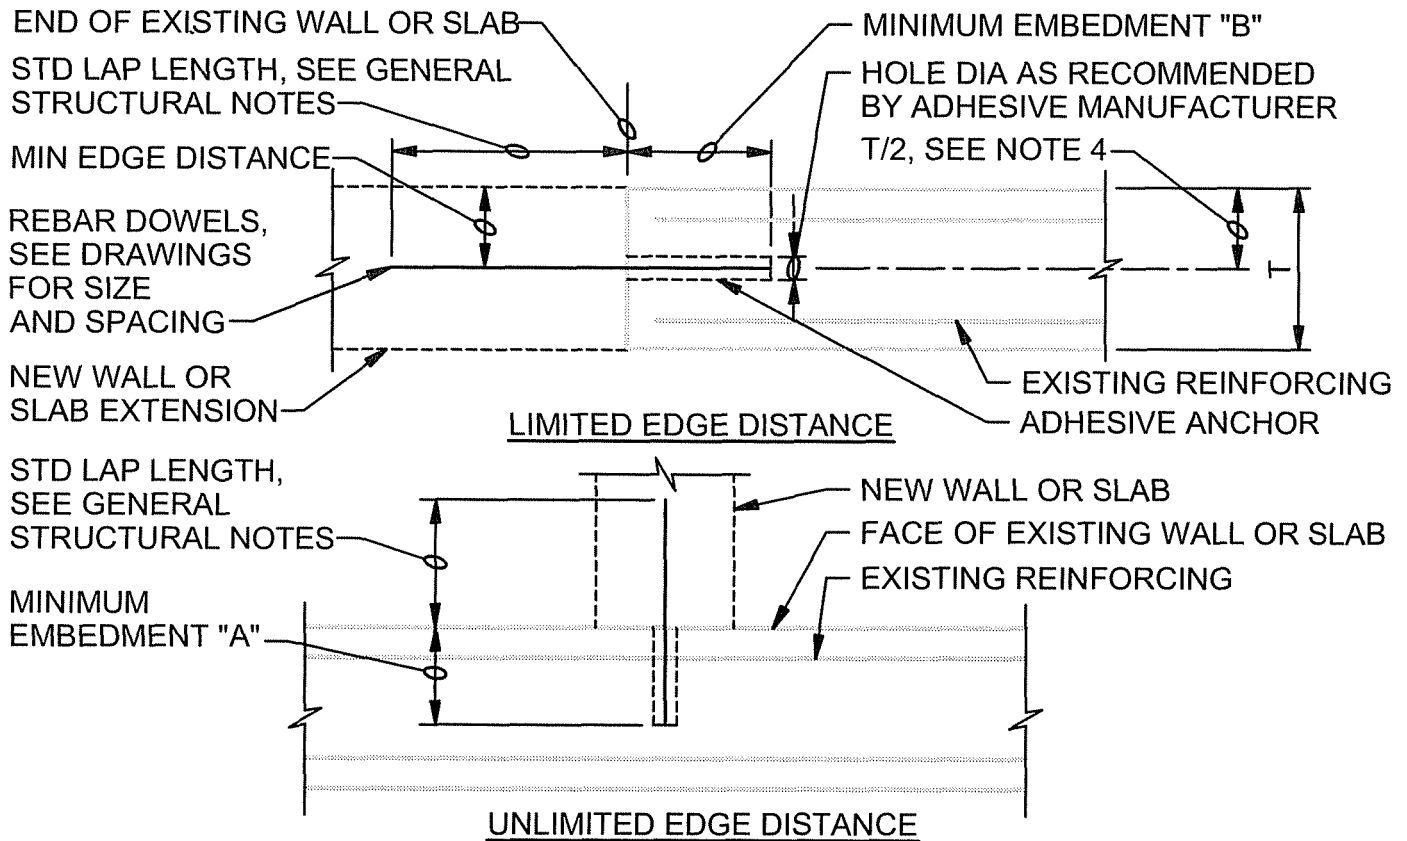 END OF EXISTING WALL OR SLAB
STD LAP LENGTH, SEE GENERAL
STRUCTURAL NOTES
MIN EDGE DISTANCE
REBAR DOWELS,
SEE DRAWINGS
FOR SIZE
AND SPACING
NEW WALL OR
SLAB EXTENSION
MINIMUM EMBEDMENT "B"
HOLE DIA AS RECOMMENDED
BY ADHESIVE MANUFACTURER
T/2, SEE NOTE 4
T
EXISTING REINFORCING
ADHESIVE ANCHOR
LIMITED EDGE DISTANCE
STD LAP LENGTH,
SEE GENERAL
STRUCTURAL NOTES
MINIMUM
EMBEDMENT "A"
NEW WALL OR SLAB
FACE OF EXISTING WALL OR SLAB
EXISTING REINFORCING
UNLIMITED EDGE DISTANCE